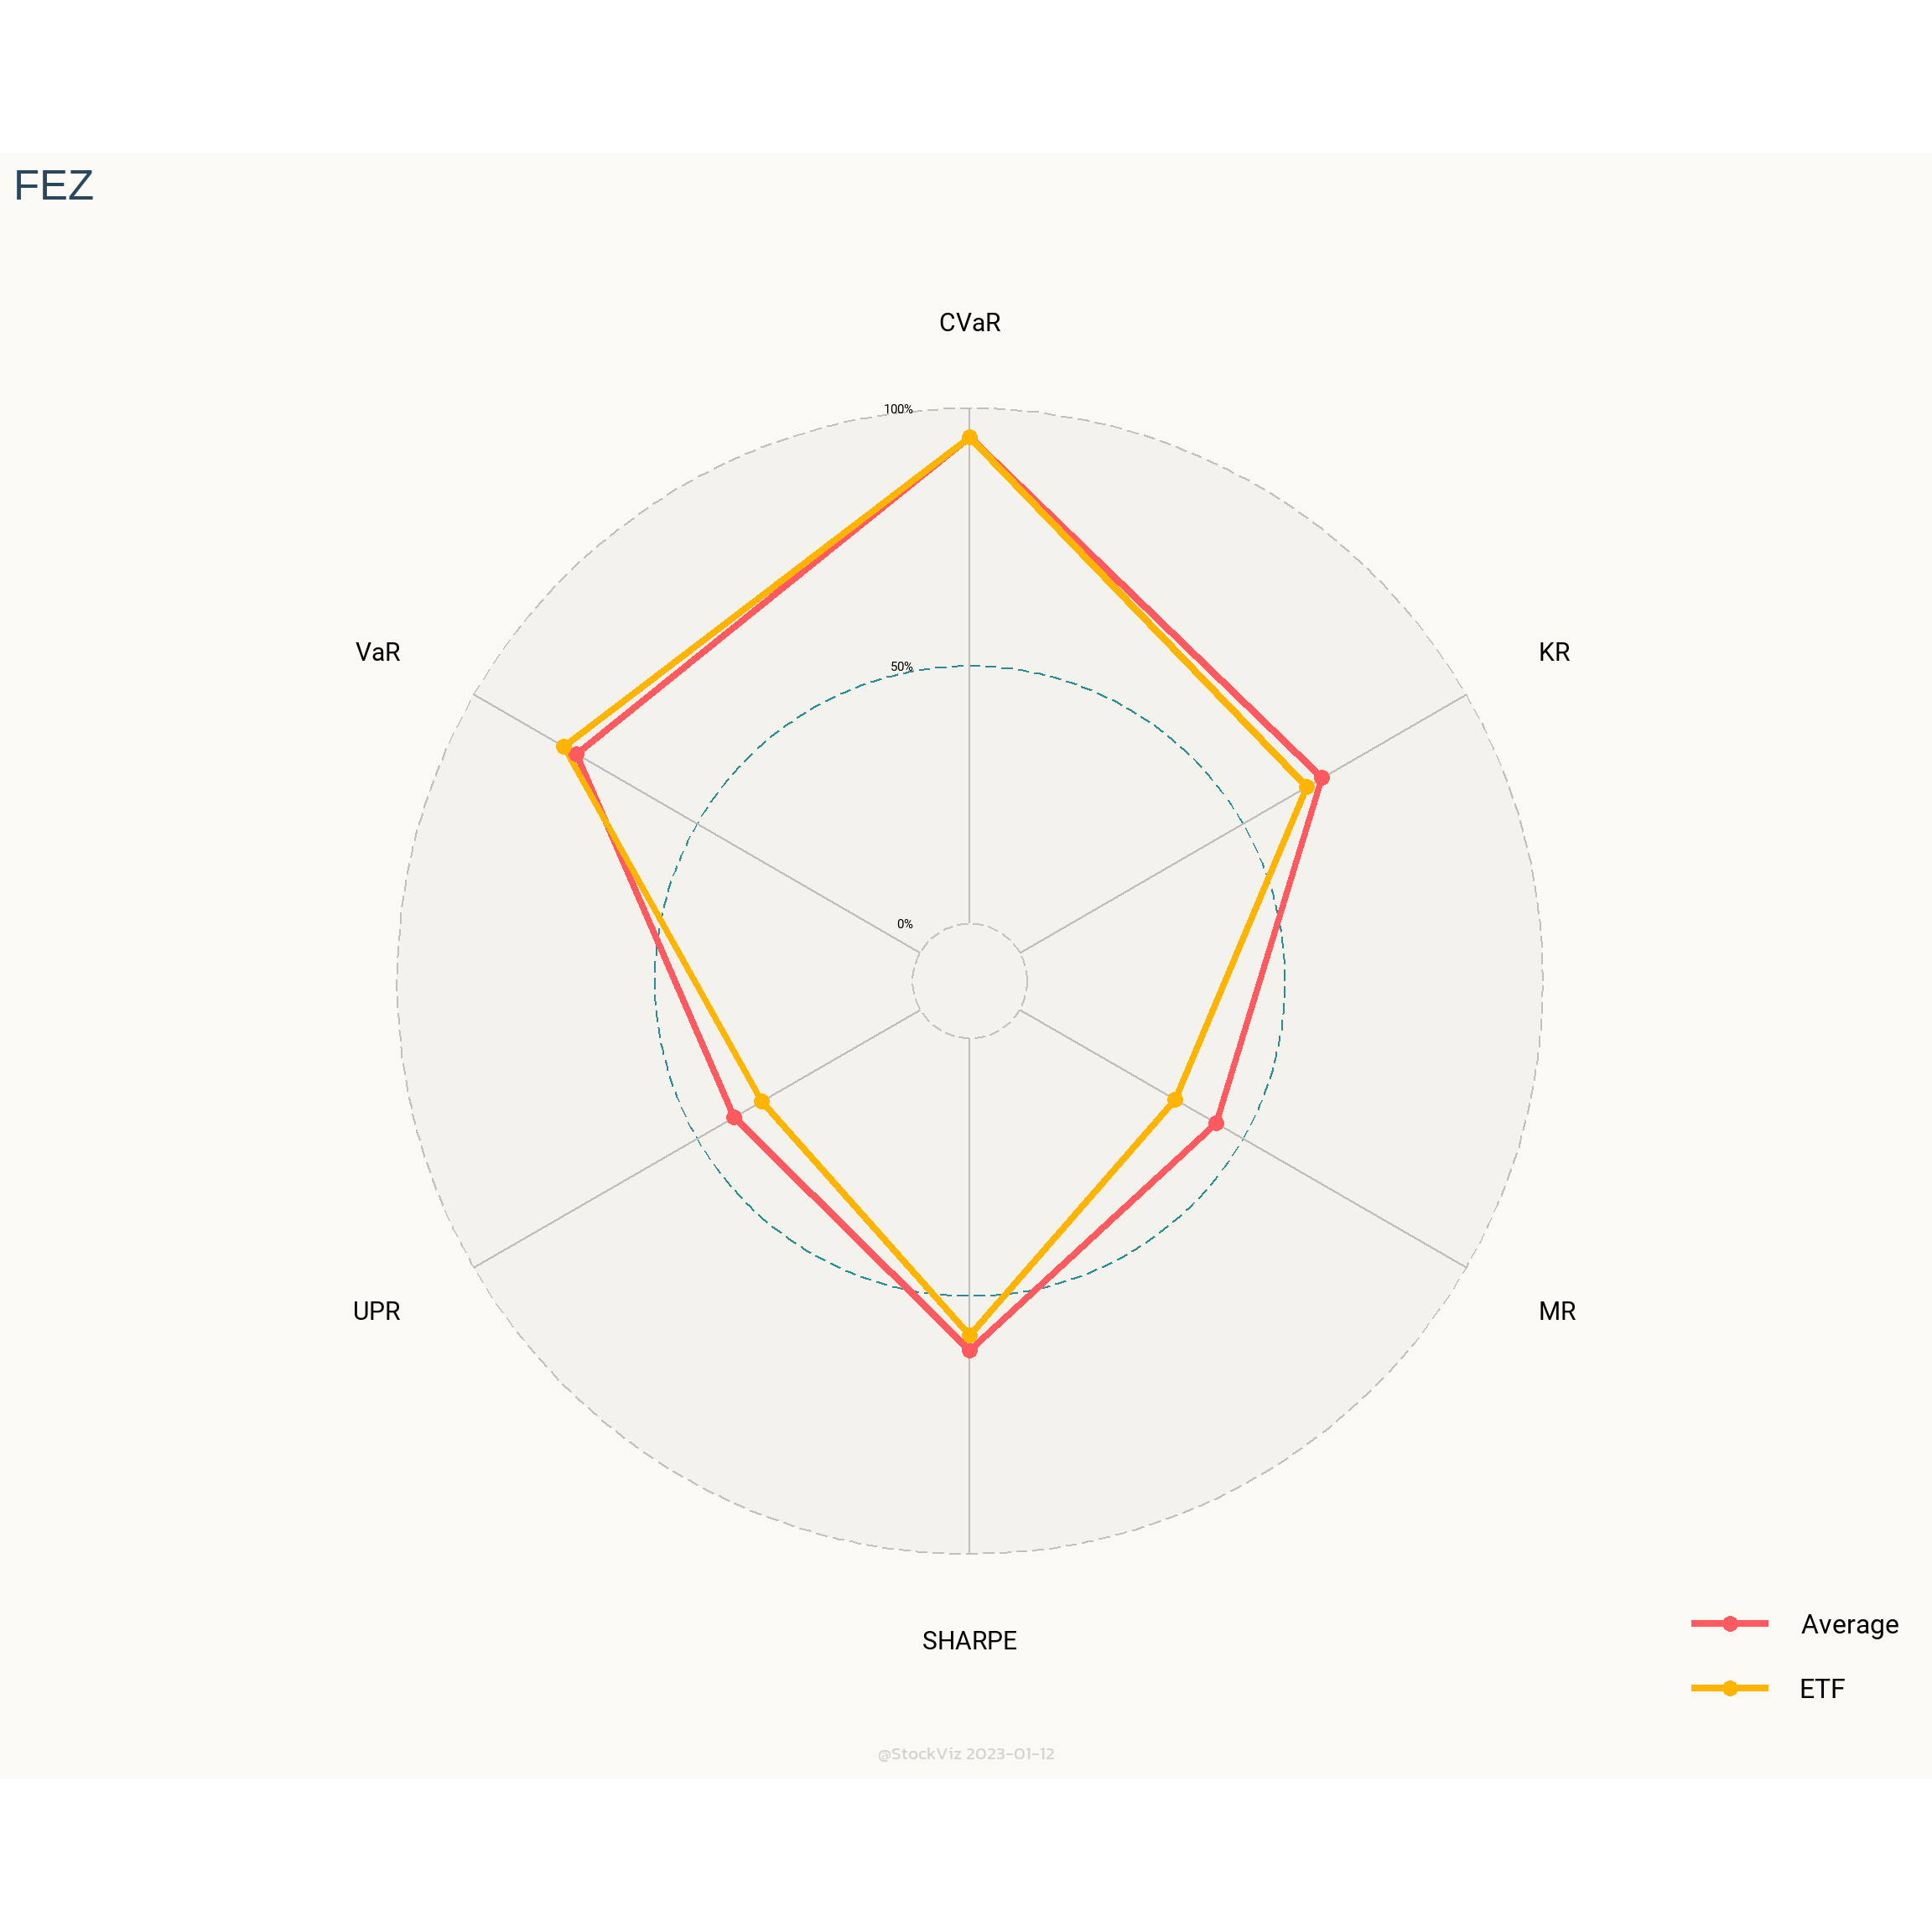 FEZ
CVaR
100%
VaR
KR
50%
0%
UPR
MR
SHARPE
Average
ETF
@StockViz 2023-01-12